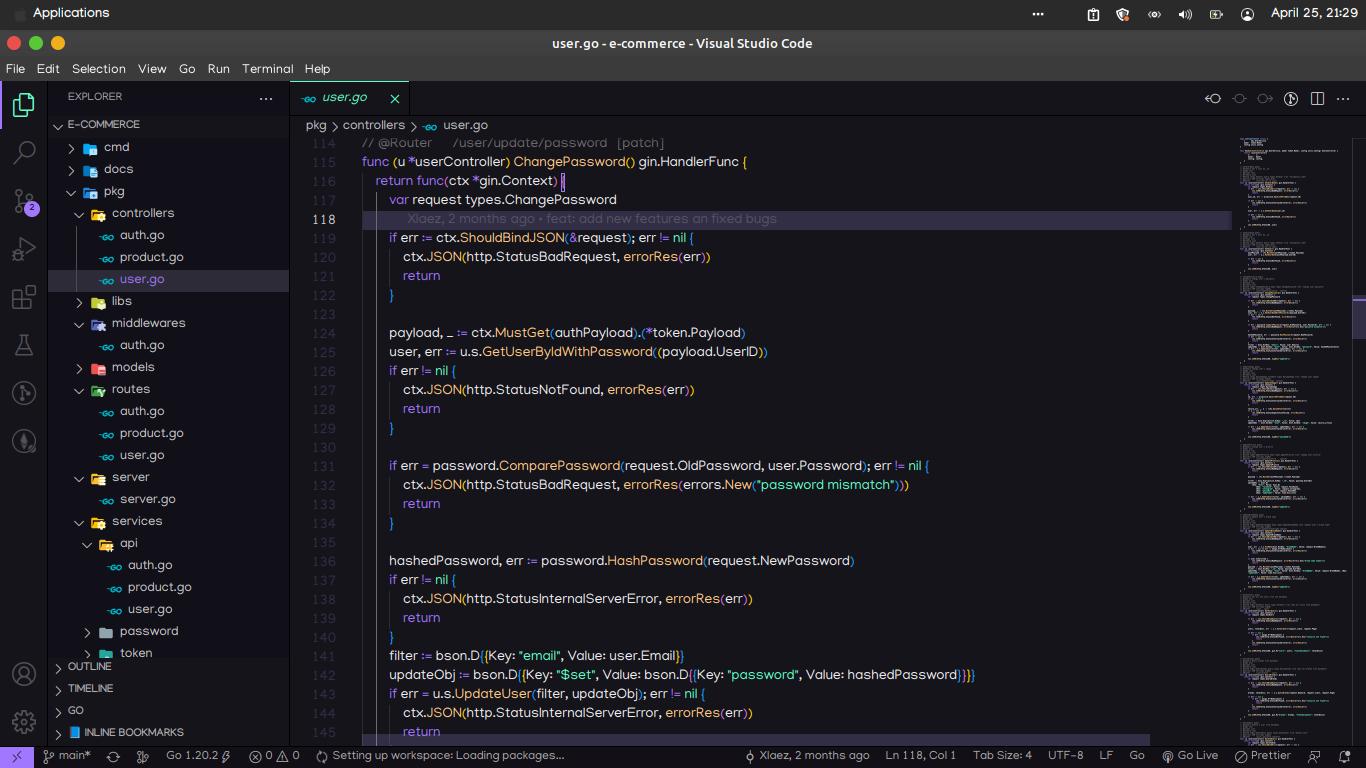 Applications
April 25, 21:29
user.go - e-commerce - Visual Studio Code
File Edit Selection View Go Run Terminal Help
EXPLORER
user.go
E-COMMERCE
cmd
docs
pkg
controllers
auth.go
product.go
user.go
libs
middlewares
auth.go
models
routes
auth.go
product.go
user.go
server
server.go
services
api
auth.go
product.go
user.go
password
token
OUTLINE
TIMELINE
GO
INLINE BOOKMARKS
2
pkg > controllers > user.go
114 // @Router /user/update/password [patch]
115 func (u *userController) ChangePassword() gin.HandlerFunc {
116 return func(ctx *gin.Context) {
117 var request types.ChangePassword
118 Xlaez, 2 months ago • feat: add new features an fixed bugs
119 if err := ctx.ShouldBindJSON(&request); err != nil {
120 ctx.JSON(http.StatusBadRequest, errorRes(err))
121 return
122 }
123
124 payload, _ := ctx.MustGet(authPayload).(*token.Payload)
125 user, err := u.s.GetUserByIdWithPassword((payload.UserID))
126 if err != nil {
127 ctx.JSON(http.StatusNotFound, errorRes(err))
128 return
129 }
130
131 if err = password.ComparePassword(request.OldPassword, user.Password); err != nil {
132 ctx.JSON(http.StatusBadRequest, errorRes(errors.New("password mismatch")))
133 return
134 }
135
136 hashedPassword, err := password.HashPassword(request.NewPassword)
137 if err != nil {
138 ctx.JSON(http.StatusInternalServerError, errorRes(err))
139 return
140 }
141 filter := bson.D{{Key: "email", Value: user.Email}}
142 updateObj := bson.D{{Key: "$set", Value: bson.D{{Key: "password", Value: hashedPassword}}}}
143 if err = u.s.UpdateUser(filter, updateObj); err != nil {
144 ctx.JSON(http.StatusInternalServerError, errorRes(err))
145 return
main* Go 1.20.2 0 0 Setting up workspace: Loading packages... Xlaez, 2 months ago Ln 118, Col 1 Tab Size: 4 UTF-8 LF Go Go Live Prettier